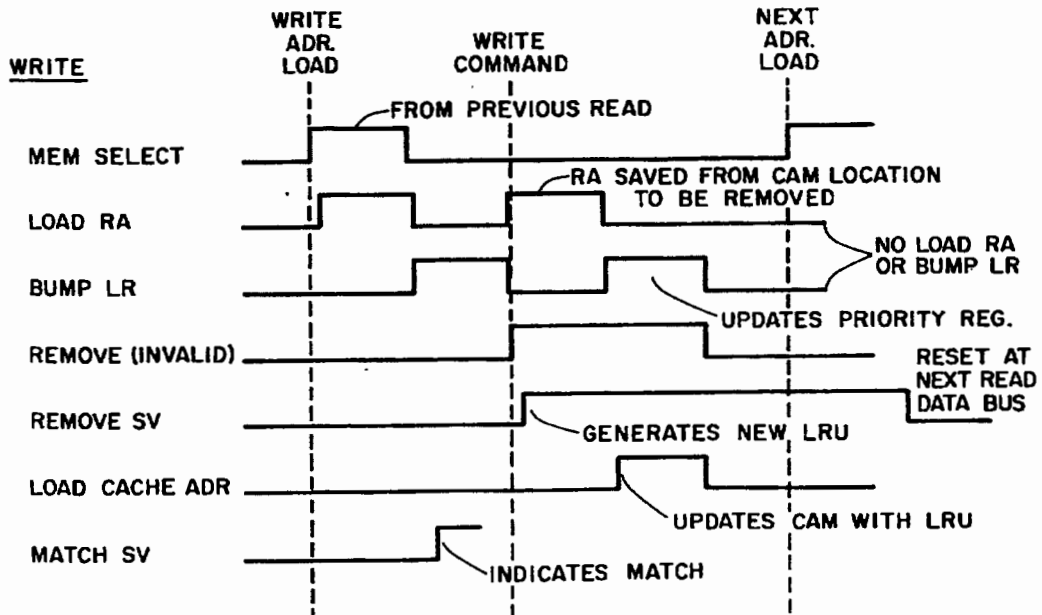 WRITE
WRITE
ADR.
LOAD
WRITE
COMMAND
NEXT
ADR.
LOAD
FROM PREVIOUS READ
MEM SELECT
RA SAVED FROM CAM LOCATION
TO BE REMOVED
LOAD RA
NO LOAD RA
OR BUMP LR
BUMP LR
UPDATES PRIORITY REG.
REMOVE (INVALID)
RESET AT
NEXT READ
DATA BUS
REMOVE SV
GENERATES NEW LRU
LOAD CACHE ADR
UPDATES CAM WITH LRU
MATCH SV
INDICATES MATCH